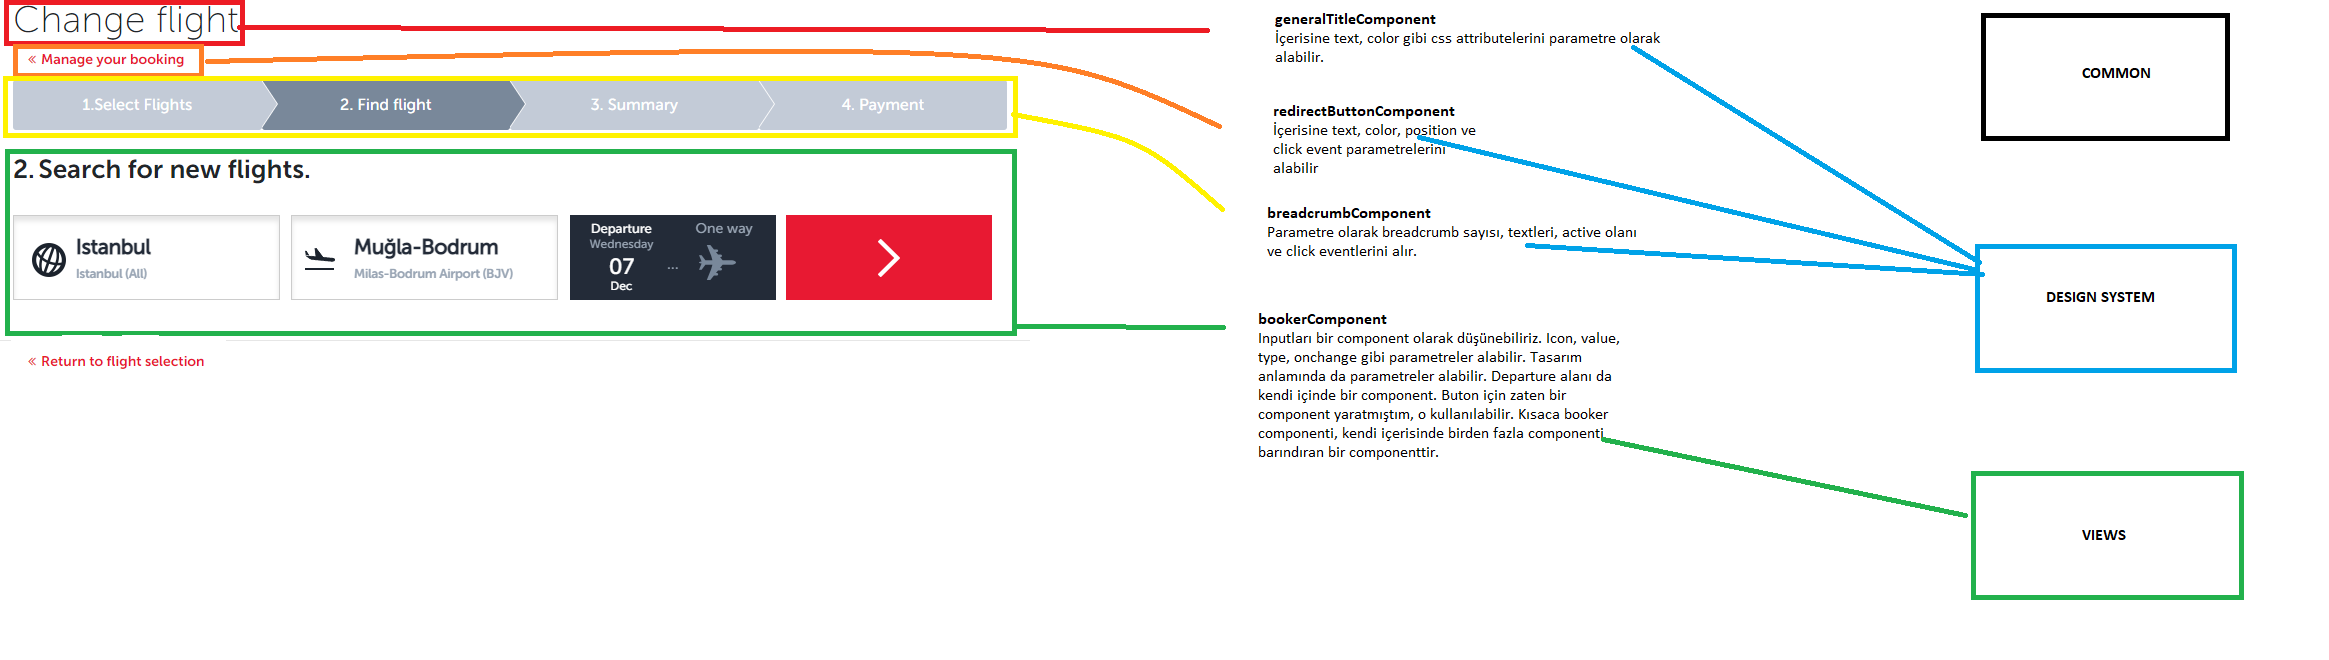 Change flight
« Manage your booking
1.Select Flights
2. Find flight
3. Summary
4. Payment
2. Search for new flights.
Istanbul
Istanbul (All)
Muğla-Bodrum
Milas-Bodrum Airport (BJV)
Departure
Wednesday
07
Dec
...
One way
« Return to flight selection
generalTitleComponent
İçerisine text, color gibi css attributelerini parametre olarak
alabilir.
redirectButtonComponent
İçerisine text, color, position ve
click event parametrelerini
alabilir
breadcrumbComponent
Parametre olarak breadcrumb sayısı, textleri, active olanı
ve click eventlerini alır.
bookerComponent
Inputları bir component olarak düşünebiliriz. Icon, value,
type, onchange gibi parametreler alabilir. Tasarım
anlamında da parametreler alabilir. Departure alanı da
kendi içinde bir component. Buton için zaten bir
component yaratmıştım, o kullanılabilir. Kısaca booker
componenti, kendi içerisinde birden fazla componenti
barındıran bir componenttir.
COMMON
DESIGN SYSTEM
VIEWS